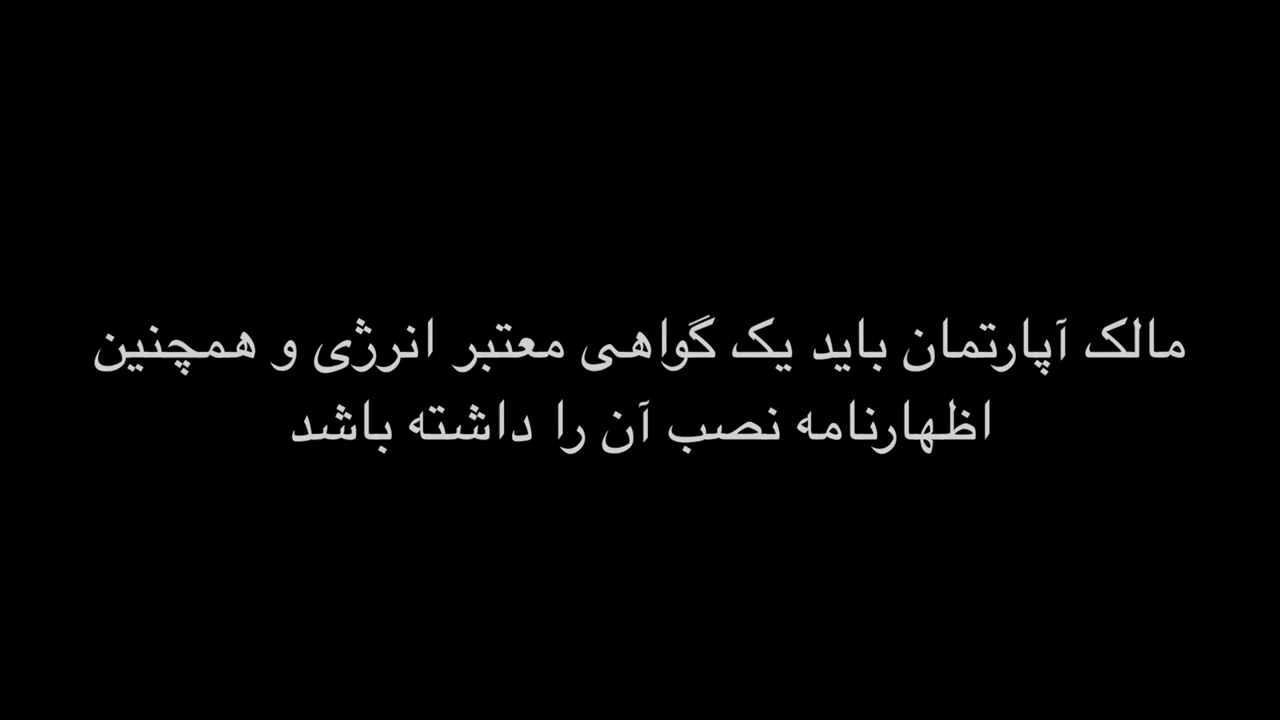 مالک آپارتمان باید یک گواهی معتبر انرژی و همچنین
اظهارنامه نصب آن را داشته باشد